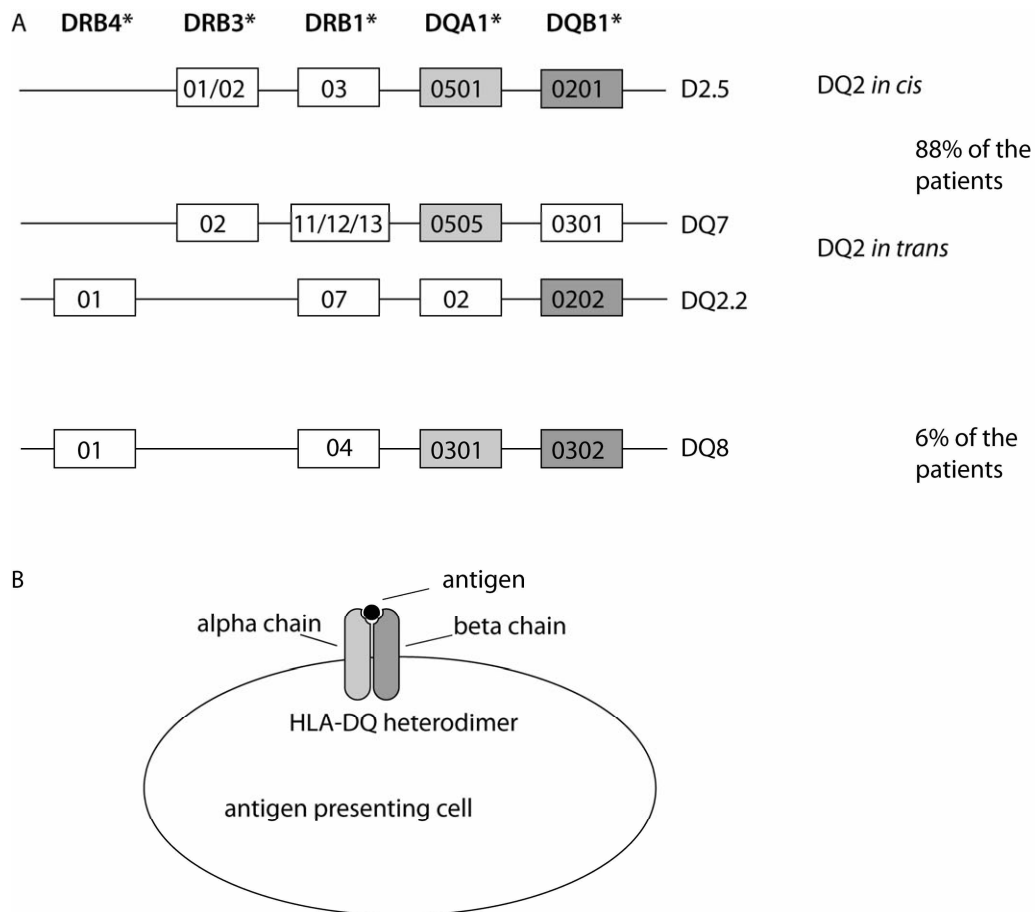 A DRB4* DRB3* DRB1* DQA1* DQB1*
01/02 03 0501 0201 D2.5 DQ2 in cis
88% of the
patients
02 11/12/13 0505 0301 DQ7
DQ2 in trans
01 07 02 0202 DQ2.2
01 04 0301 0302 DQ8 6% of the
patients
B
antigen
alpha chain beta chain
HLA-DQ heterodimer
antigen presenting cell